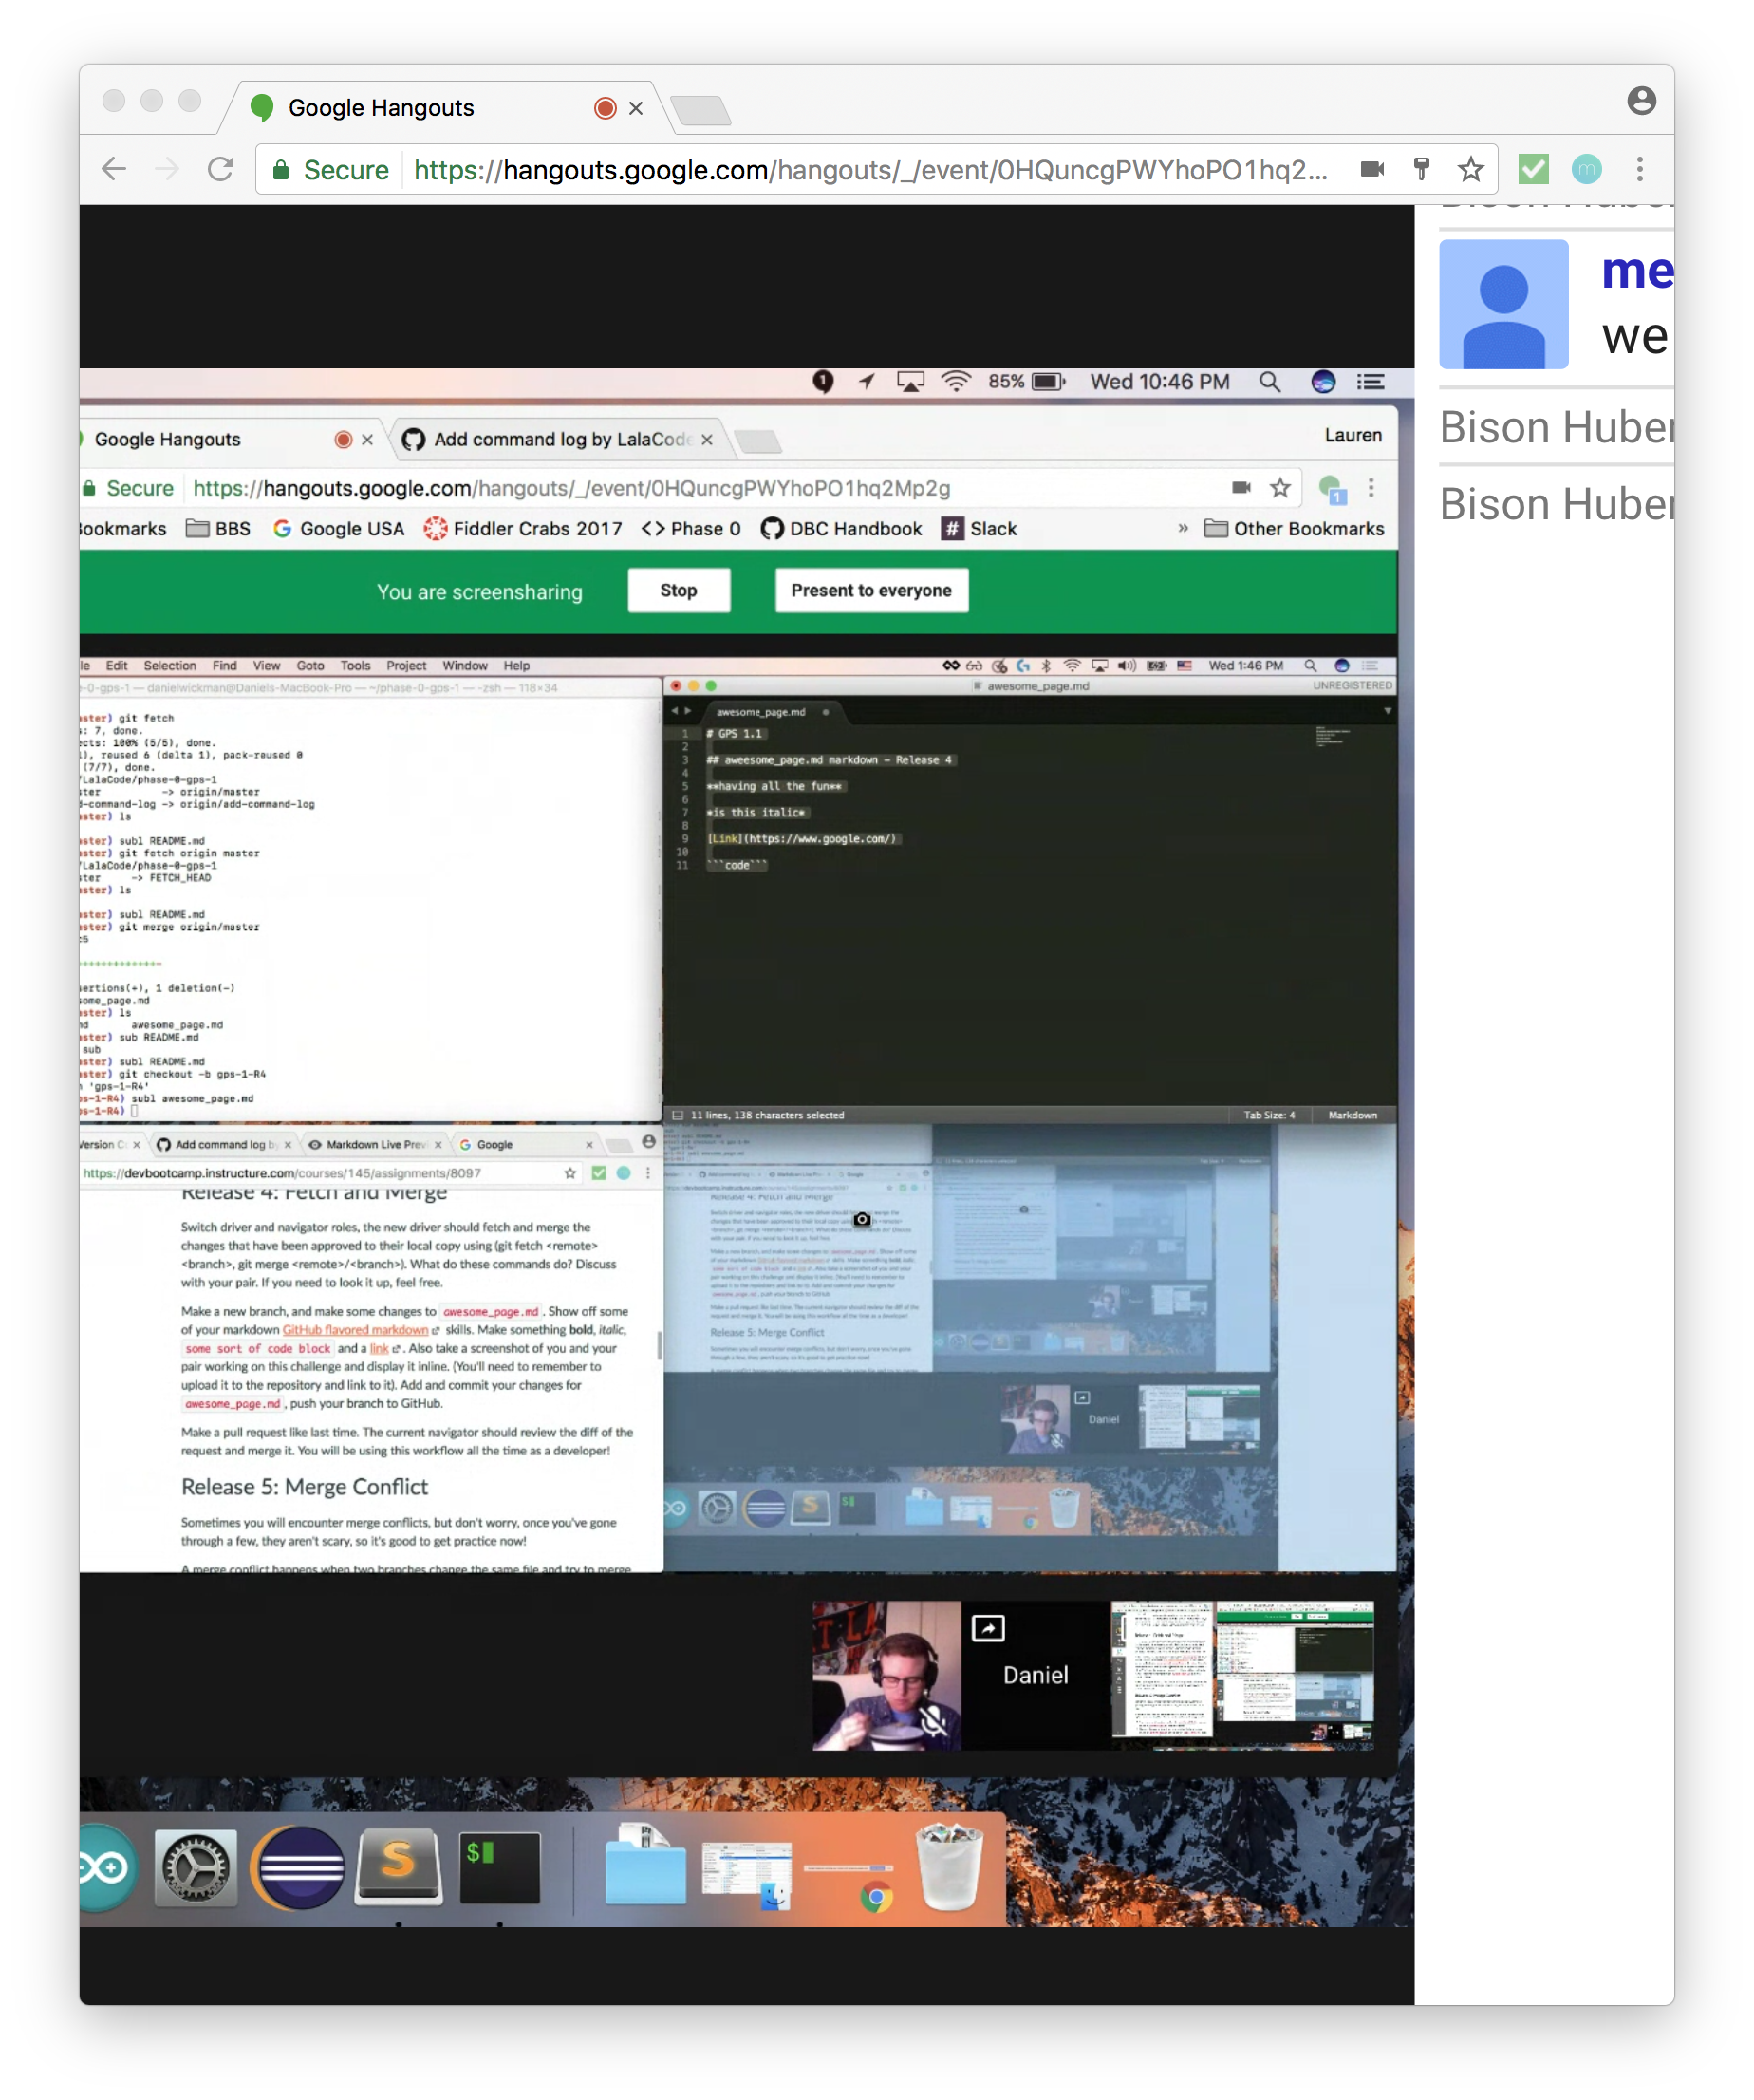 Google Hangouts
Secure https://hangouts.google.com/hangouts/_/event/0HQuncgPWYhoPO1hq2...
me
we
Bison Huber
Bison Huber
85% Wed 10:46 PM
Google Hangouts Add command log by LalaCode
Lauren
Secure https://hangouts.google.com/hangouts/_/event/0HQuncgPWYhoPO1hq2Mp2g
Bookmarks BBS Google USA Fiddler Crabs 2017 Phase 0 DBC Handbook # Slack » Other Bookmarks
You are screensharing Stop Present to everyone
Edit Selection Find View Goto Tools Project Window Help
Wed 1:46 PM
-0-gps-1 — danielwickman@Daniels-MacBook-Pro — ~/phase-0-gps-1 — -zsh — 118×34
ster) git fetch
: 7, done.
cts: 100% (5/5), done.
), reused 6 (delta 1), pack-reused 0
(7/7), done.
/LalaCode/phase-0-gps-1
ster -> origin/master
d-command-log -> origin/add-command-log
ster) ls
ster) subl README.md
ster) git fetch origin master
/LalaCode/phase-0-gps-1
ster -> FETCH_HEAD
ster) ls
ster) subl README.md
ster) git merge origin/master
:5
+++++++++++++-
ertions(+), 1 deletion(-)
ome_page.md
ster) ls
md awesome_page.md
ster) sub README.md
sub
ster) subl README.md
ster) git checkout -b gps-1-R4
'gps-1-R4'
s-1-R4) subl awesome_page.md
s-1-R4)
awesome_page.md UNREGISTERED
awesome_page.md
1 # GPS 1.1
2
3 ## aweesome_page.md markdown - Release 4
4
5 **having all the fun**
6
7 *is this italic*
8
9 [Link](https://www.google.com/)
10
11 ```code```
11 lines, 138 characters selected Tab Size: 4 Markdown
Version C Add command log by Markdown Live Prev Google
https://devbootcamp.instructure.com/courses/145/assignments/8097
Release 4: Fetch and Merge
Switch driver and navigator roles, the new driver should fetch and merge the
changes that have been approved to their local copy using (git fetch <remote>
<branch>, git merge <remote>/<branch>). What do these commands do? Discuss
with your pair. If you need to look it up, feel free.
Make a new branch, and make some changes to awesome_page.md. Show off some
of your markdown GitHub flavored markdown skills. Make something bold, italic,
some sort of code block and a link. Also take a screenshot of you and your
pair working on this challenge and display it inline. (You'll need to remember to
upload it to the repository and link to it). Add and commit your changes for
awesome_page.md, push your branch to GitHub.
Make a pull request like last time. The current navigator should review the diff of the
request and merge it. You will be using this workflow all the time as a developer!
Release 5: Merge Conflict
Sometimes you will encounter merge conflicts, but don't worry, once you've gone
through a few, they aren't scary, so it's good to get practice now!
A merge conflict happens when two branches change the same file and try to merge
Release 4: Fetch and Merge
Release 5: Merge Conflict
Daniel
Daniel